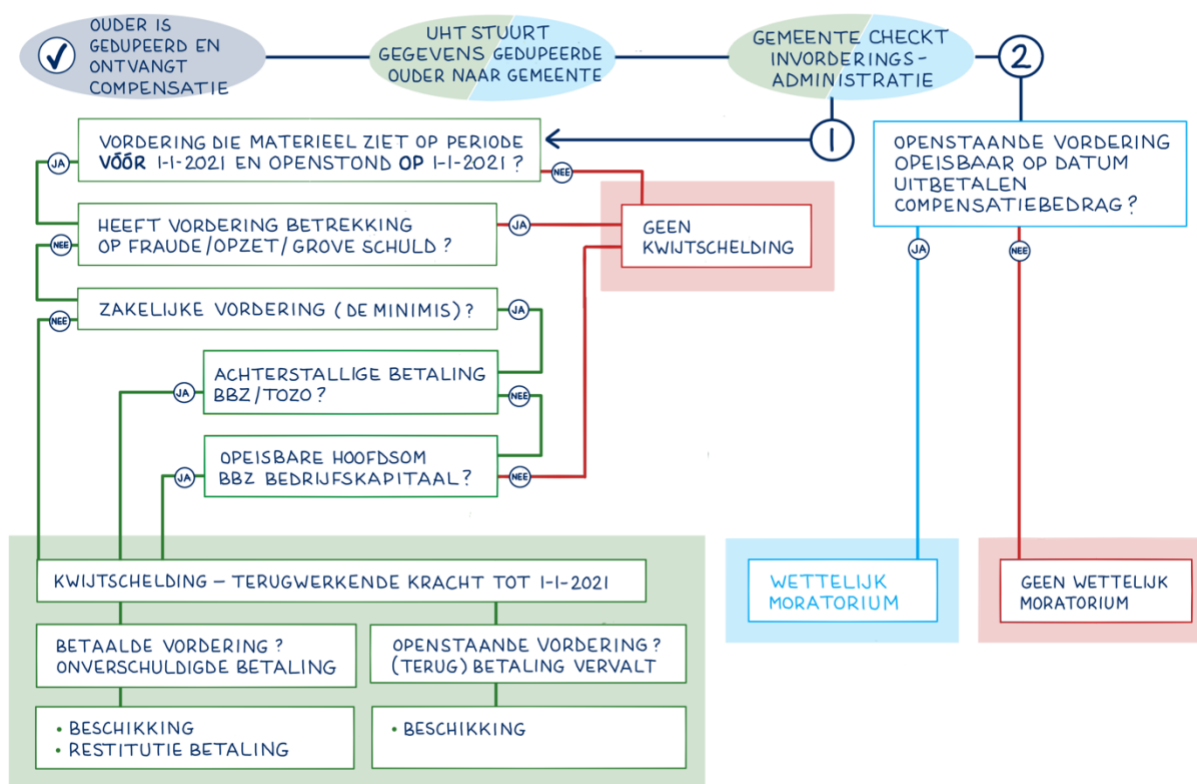 OUDER IS
GEDUPEERD EN
ONTVANGT
COMPENSATIE
UHT STUURT
GEGEVENS GEDUPEERDE
OUDER NAAR GEMEENTE
GEMEENTE CHECKT
INVORDERINGS-
ADMINISTRATIE
2
1
VORDERING DIE MATERIEEL ZIET OP PERIODE
VÓÓR 1-1-2021 EN OPENSTOND OP 1-1-2021?
JA
NEE
HEEFT VORDERING BETREKKING
OP FRAUDE/OPZET/GROVE SCHULD?
JA
NEE
GEEN
KWIJTSCHELDING
ZAKELIJKE VORDERING (DE MINIMIS)?
JA
NEE
ACHTERSTALLIGE BETALING
BBZ/TOZO?
JA
NEE
OPEISBARE HOOFDSOM
BBZ BEDRIJFSKAPITAAL?
JA
NEE
KWIJTSCHELDING – TERUGWERKENDE KRACHT TOT 1-1-2021
BETAALDE VORDERING?
ONVERSCHULDIGDE BETALING
• BESCHIKKING
• RESTITUTIE BETALING
OPENSTAANDE VORDERING?
(TERUG) BETALING VERVALT
• BESCHIKKING
OPENSTAANDE VORDERING
OPEISBAAR OP DATUM
UITBETALEN
COMPENSATIEBEDRAG?
JA
NEE
WETTELIJK
MORATORIUM
GEEN WETTELIJK
MORATORIUM